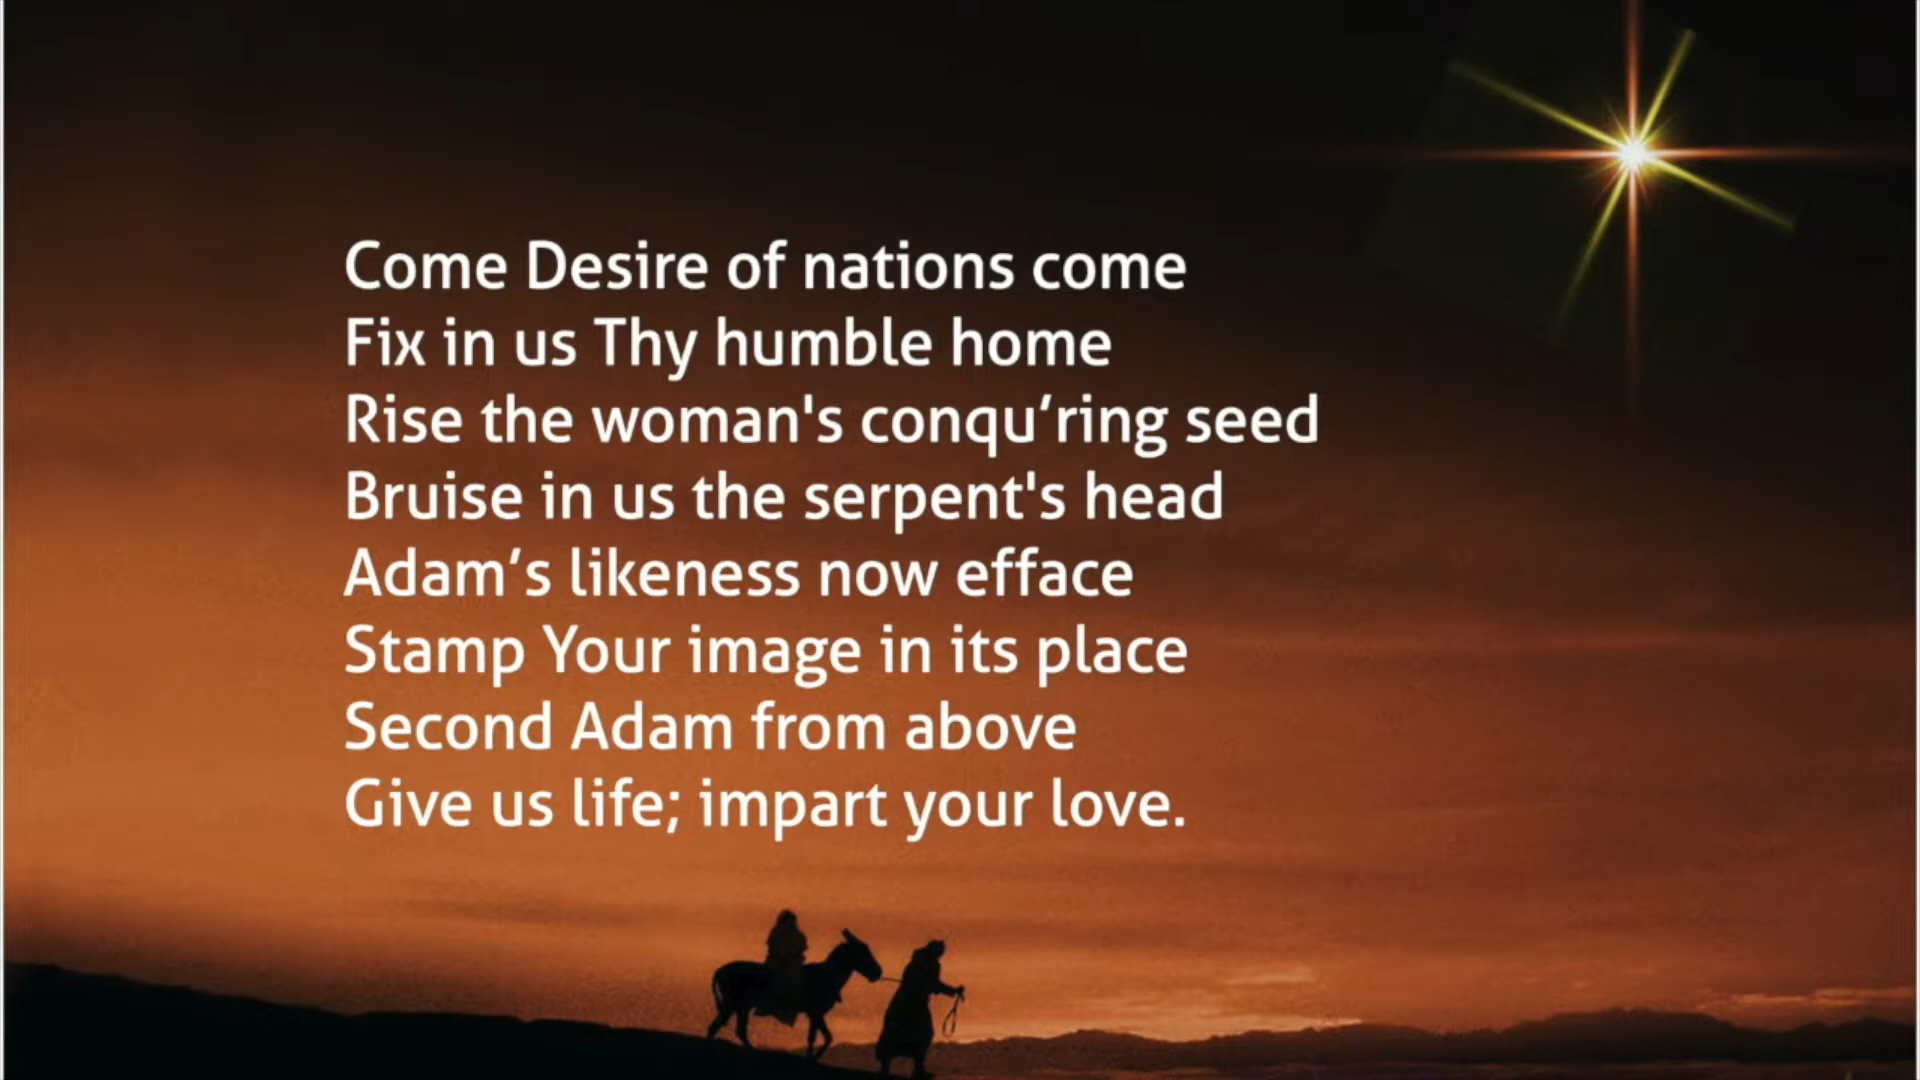 Come Desire of nations come
Fix in us Thy humble home
Rise the woman's conqu’ring seed
Bruise in us the serpent's head
Adam’s likeness now efface
Stamp Your image in its place
Second Adam from above
Give us life; impart your love.